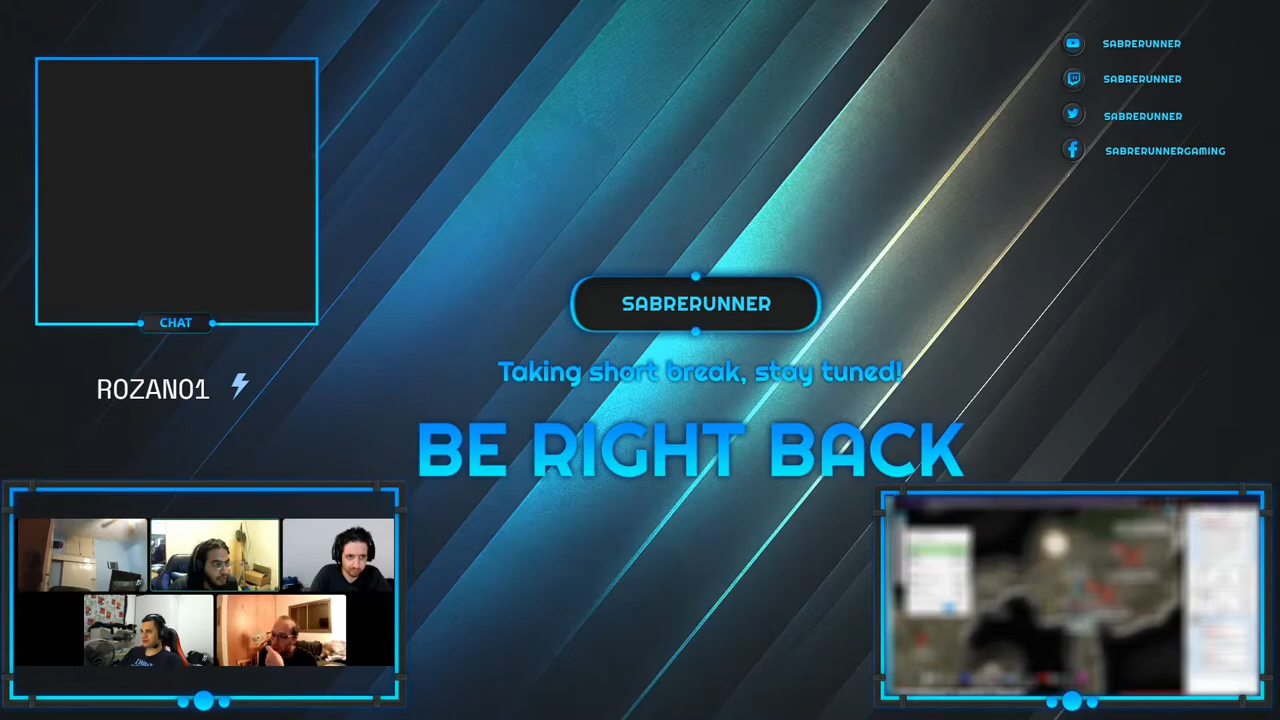 SABRERUNNER
SABRERUNNER
SABRERUNNER
SABRERUNNERGAMING
CHAT
ROZANO1
SABRERUNNER
Taking short break, stay tuned!
BE RIGHT BACK